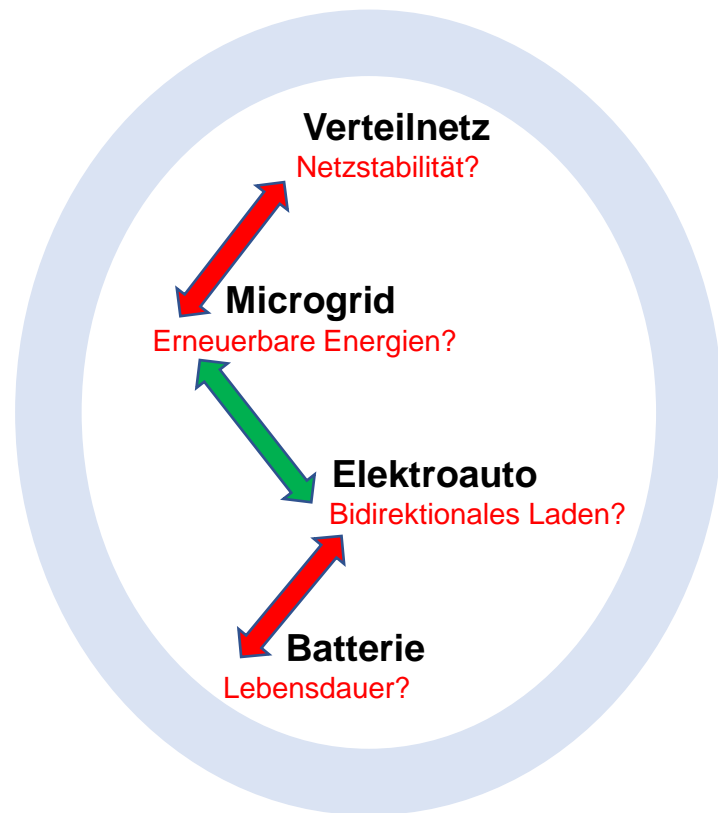 Verteilnetz
Netzstabilität?
Microgrid
Erneuerbare Energien?
Elektroauto
Bidirektionales Laden?
Batterie
Lebensdauer?